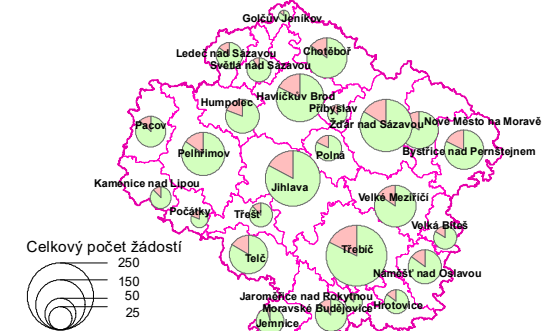 Golčův Jeníkov
Ledeč nad Sázavou
Chotěboř
Světlá nad Sázavou
Havlíčkův Brod
Humpolec
Přibyslav
Pacov
Žďár nad Sázavou
Nové Město na Moravě
Pelhřimov
Polná
Bystřice nad Pernštejnem
Kamenice nad Lipou
Jihlava
Velké Meziříčí
Počátky
Třešť
Velká Bíteš
Celkový počet žádostí
Třebíč
Telč
250
Náměšť nad Oslavou
150
50
Jaroměřice nad Rokytnou
Hrotovice
Moravské Budějovice
25
Jemnice